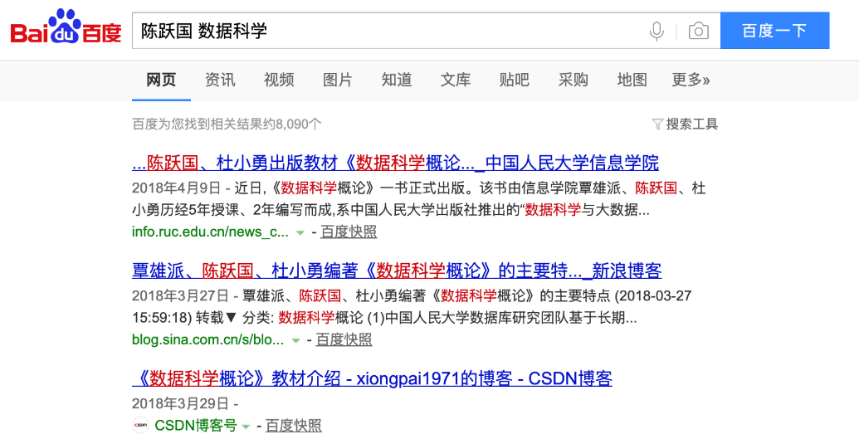 Bai du 百度 陈跃国 数据科学 百度一下
网页 资讯 视频 图片 知道 文库 贴吧 采购 地图 更多»
百度为您找到相关结果约8,090个 搜索工具
...陈跃国、杜小勇出版教材《数据科学概论..._中国人民大学信息学院
2018年4月9日 - 近日,《数据科学概论》一书正式出版。该书由信息学院覃雄派、陈跃国、杜
小勇历经5年授课、2年编写而成,系中国人民大学出版社推出的“数据科学与大数据...
info.ruc.edu.cn/news_c... - 百度快照
覃雄派、陈跃国、杜小勇编著《数据科学概论》的主要特..._新浪博客
2018年3月27日 - 覃雄派、陈跃国、杜小勇编著《数据科学概论》的主要特点 (2018-03-27
15:59:18) 转载▼ 分类: 数据科学概论 (1)中国人民大学数据库研究团队基于长期...
blog.sina.com.cn/s/blo... - 百度快照
《数据科学概论》教材介绍 - xiongpai1971的博客 - CSDN博客
2018年3月29日 -
CSDN CSDN博客号 - 百度快照